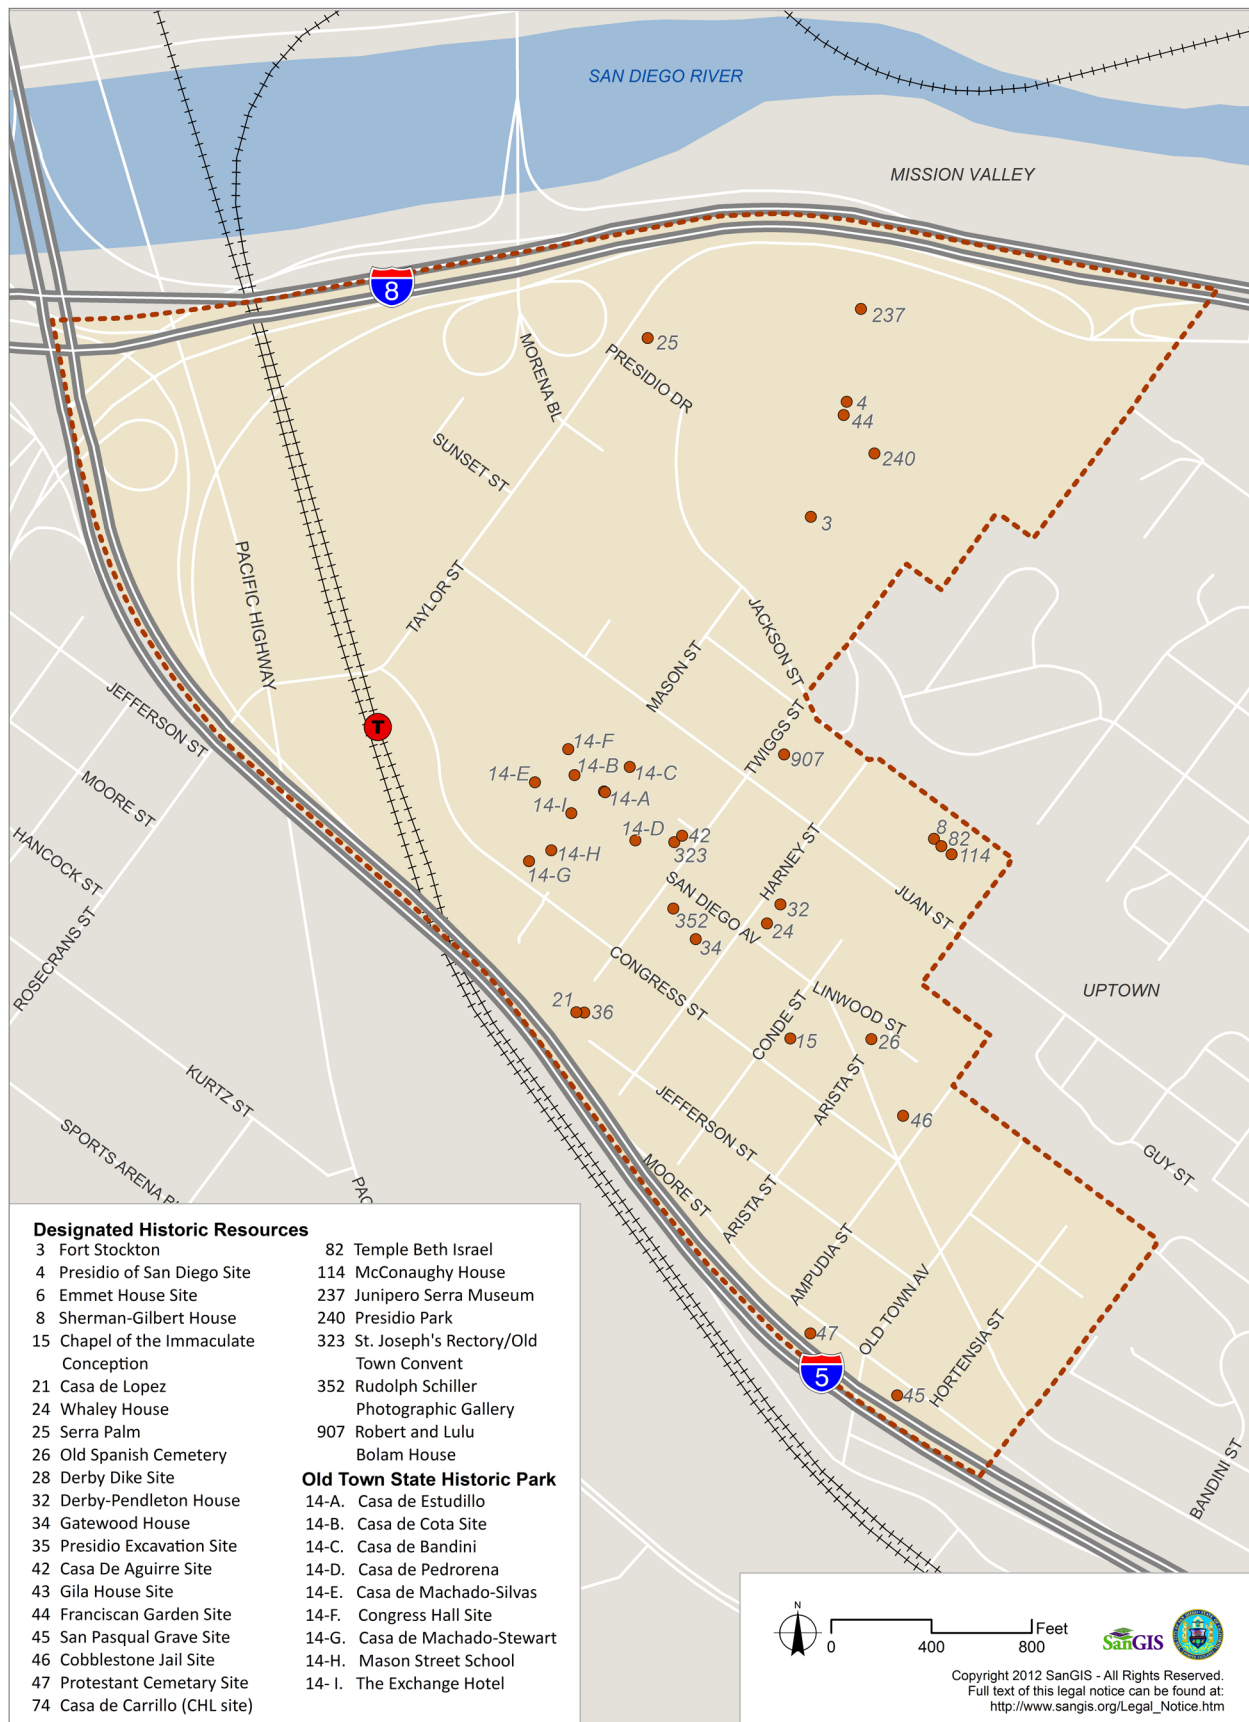 SAN DIEGO RIVER
MISSION VALLEY
8
237
25
MORENA BL
PRESIDIO DR
4
44
SUNSET ST
240
3
PACIFIC HIGHWAY
TAYLOR ST
JACKSON ST
MASON ST
JEFFERSON ST
TWIGGS ST
T
14-F
907
14-B
14-C
14-E
MOORE ST
14-A
14-I
HANCOCK ST
14-D
42
8
82
323
114
14-H
14-G
HARNEY ST
SAN DIEGO AV
JUAN ST
32
352
24
34
ROSECRANS ST
CONGRESS ST
UPTOWN
LINWOOD ST
21
36
CONDE ST
15
26
KURTZ ST
ARISTA ST
JEFFERSON ST
46
SPORTS ARENA
GUY ST
MOORE ST
PAC
ARISTA ST
AMPUDIA ST
OLD TOWN AV
47
HORTENSIA ST
5
45
BANDINI ST
Designated Historic Resources
3 Fort Stockton
4 Presidio of San Diego Site
6 Emmet House Site
8 Sherman-Gilbert House
15 Chapel of the Immaculate
Conception
21 Casa de Lopez
24 Whaley House
25 Serra Palm
26 Old Spanish Cemetery
28 Derby Dike Site
32 Derby-Pendleton House
34 Gatewood House
35 Presidio Excavation Site
42 Casa De Aguirre Site
43 Gila House Site
44 Franciscan Garden Site
45 San Pasqual Grave Site
46 Cobblestone Jail Site
47 Protestant Cemetary Site
74 Casa de Carrillo (CHL site)
82 Temple Beth Israel
114 McConaughy House
237 Junipero Serra Museum
240 Presidio Park
323 St. Joseph's Rectory/Old
Town Convent
352 Rudolph Schiller
Photographic Gallery
907 Robert and Lulu
Bolam House
Old Town State Historic Park
14-A. Casa de Estudillo
14-B. Casa de Cota Site
14-C. Casa de Bandini
14-D. Casa de Pedrorena
14-E. Casa de Machado-Silvas
14-F. Congress Hall Site
14-G. Casa de Machado-Stewart
14-H. Mason Street School
14- I. The Exchange Hotel
N
Feet
0 400 800
SanGIS
Copyright 2012 SanGIS - All Rights Reserved.
Full text of this legal notice can be found at:
http://www.sangis.org/Legal_Notice.htm